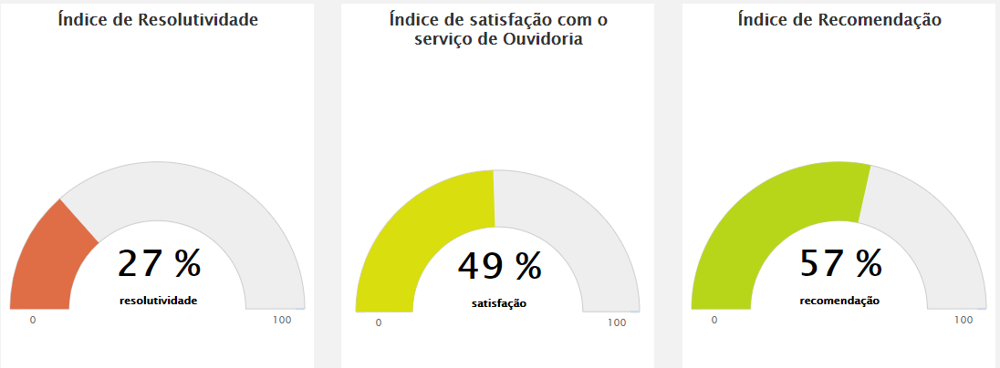 Índice de Resolutividade
27 %
resolutividade
0
100
Índice de satisfação com o
serviço de Ouvidoria
49 %
satisfação
0
100
Índice de Recomendação
57 %
recomendação
0
100